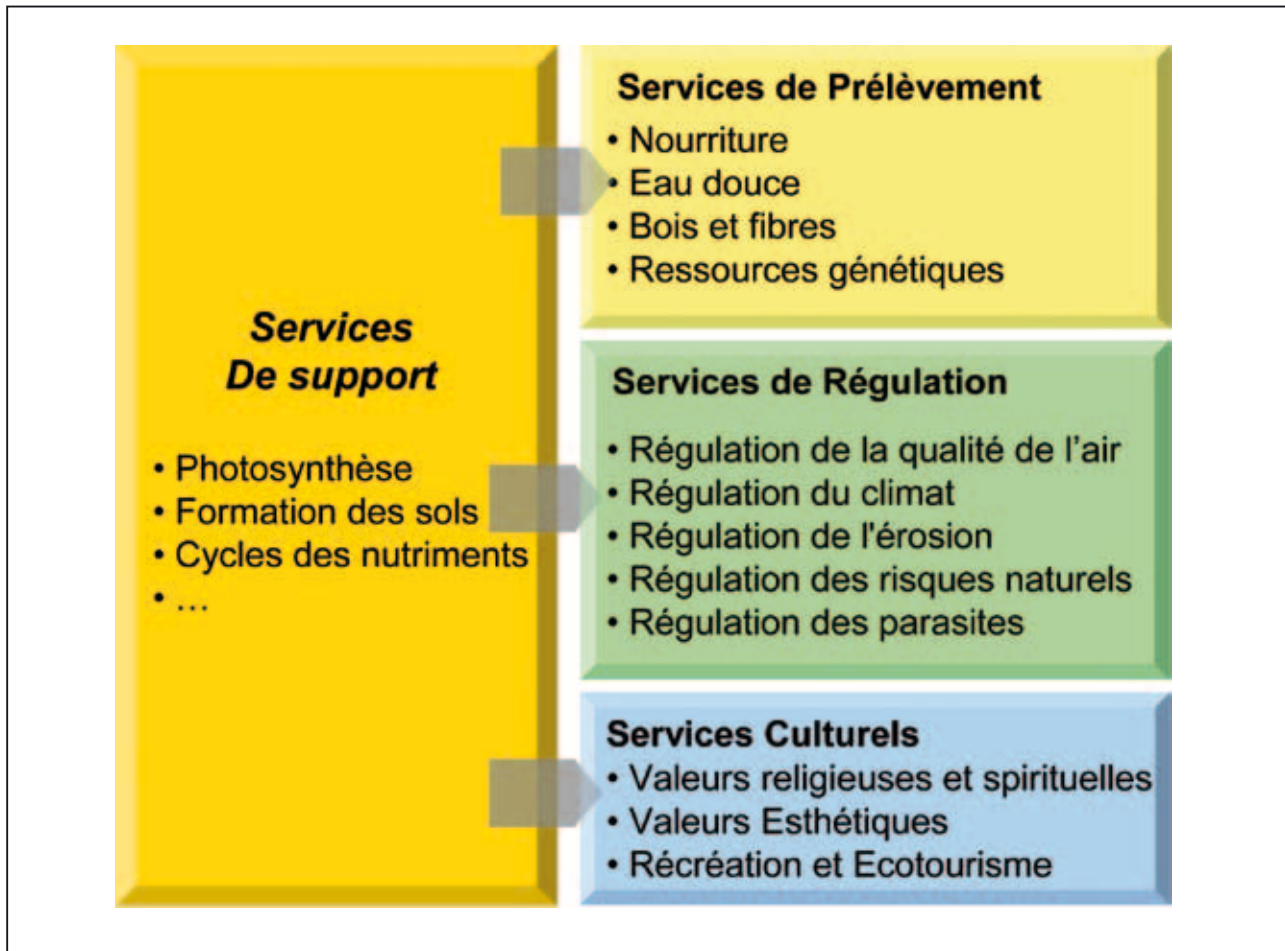 Services
De support
• Photosynthèse
• Formation des sols
• Cycles des nutriments
• ...
Services de Prélèvement
• Nourriture
• Eau douce
• Bois et fibres
• Ressources génétiques
Services de Régulation
• Régulation de la qualité de l'air
• Régulation du climat
• Régulation de l'érosion
• Régulation des risques naturels
• Régulation des parasites
Services Culturels
• Valeurs religieuses et spirituelles
• Valeurs Esthétiques
• Récréation et Ecotourisme